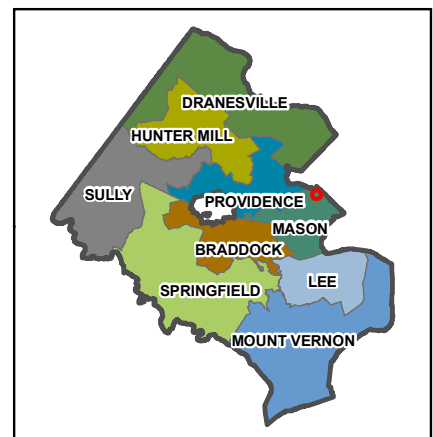 DRANESVILLE
HUNTER MILL
SULLY
PROVIDENCE
MASON
BRADDOCK
LEE
SPRINGFIELD
MOUNT VERNON